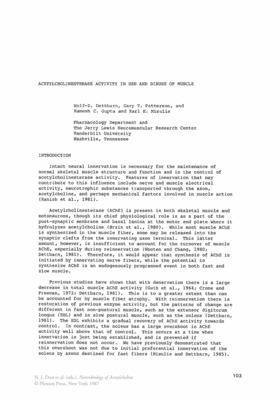 ACETYLCHOLINESTERASE ACTIVITY IN USE AND DISUSE OF MUSCLE
Wolf-D. Dettbarn, Gary T. Patterson, and
Ramesh C. Gupta and Karl E. Misulis
Pharmacology Department and
The Jerry Lewis Neuromuscular Research Center
Vanderbilt University
Nashville, Tennessee
INTRODUCTION
Intact neural innervation is necessary for the maintenance of
normal skeletal muscle structure and function and in the control of
acetylcholinesterase activity. Features of innervation that may
contribute to this influence include nerve and muscle electrical
activity, neurotrophic substances transported through the axon,
acetylcholine, and perhaps mechanical factors involved in muscle action
(Kaniah et al., 1981).
Acetylcholinesterase (AChE) is present in both skeletal muscle and
motoneurons, though its chief physiological role is as a part of the
post-synaptic membrane and basal lamina at the motor end plate where it
hydrolyzes acetylcholine et al., 1980). While most muscle AChE
is synthesized in the muscle fiber, some may be released into the
synaptic clefts from the innervating axon terminal. This latter
amount, however, is insufficient to account for the turnover of muscle
AChE, especially during reinnervation (Wooten and Chang, 1980;
Dettbarn, 1981). Therefore, it would appear that synthesis of AChE is
initiated by innervating nerve fibers, while the potential to
synthesize AChE is an endogenously programmed event in both fast and
slow muscle.
Previous studies have shown that with denervation there is a large
decrease in total muscle AChE activity (Guth et al., 1964; Crone and
Freeman, 1972; Dettbarn, 1981). This is to a greater extent than can
be accounted for by muscle fiber atrophy. With reinnervation there is
restoration of previous enzyme activity, but the patterns of change are
different in fast non-postural muscle, such as the extensor digitorum
longus (EDL) and in slow postural muscle, such as the soleus (Dettbarn,
1981). The EDL exhibits a gradual recovery of AChE activity towards
control. In contrast, the soleus has a large overshoot in AChE
activity well above that of control. This occurs at a time when
innervation is just being established, and is prevented if
reinnervation does not occur. We have previously demonstrated that
this overshoot was not due to initial preferential innervation of the
soleus by axons destined for fast fibers (Misulis and Dettbarn, 1985).
N. J. Dun et al. (eds.), Neurobiology of Acetylcholine
© Plenum Press, New York 1987
103